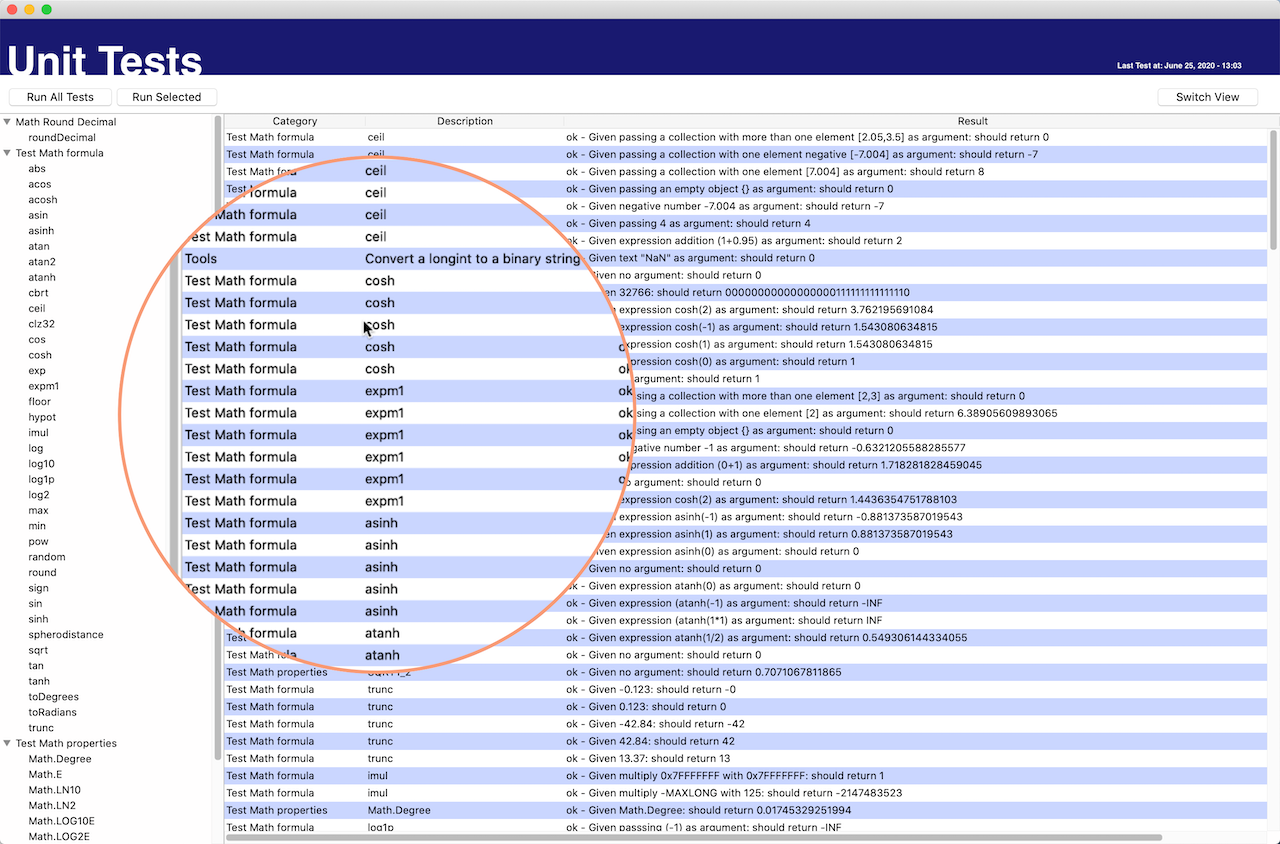 Unit Tests
Last Test at: June 25, 2020 - 13:03
Run All Tests Run Selected Switch View
Math Round Decimal
roundDecimal
Test Math formula
abs
acos
acosh
asin
asinh
atan
atan2
atanh
cbrt
ceil
clz32
cos
cosh
exp
expm1
floor
hypot
imul
log
log10
log1p
log2
max
min
pow
random
round
sign
sin
sinh
spherodistance
sqrt
tan
tanh
toDegrees
toRadians
trunc
Test Math properties
Math.Degree
Math.E
Math.LN10
Math.LN2
Math.LOG10E
Math.LOG2E
Category Description Result
Test Math formula ceil ok - Given passing a collection with more than one element [2.05,3.5] as argument: should return 0
Test Math formula ceil ok - Given passing a collection with one element negative [-7.004] as argument: should return -7
Test Math ok - Given passing a collection with one element [7.004] as argument: should return 8
Test ok - Given passing an empty object {} as argument: should return 0
ok - Given negative number -7.004 as argument: should return -7
ok - Given passing 4 as argument: should return 4
ok - Given expression addition (1+0.95) as argument: should return 2
Given text "NaN" as argument: should return 0
no argument: should return 0
32766: should return 00000000000000000111111111111110
expression cosh(2) as argument: should return 3.762195691084
expression cosh(-1) as argument: should return 1.543080634815
cosh(1) as argument: should return 1.543080634815
cosh(0) as argument: should return 1
argument: should return 1
a collection with more than one element [2,3] as argument: should return 0
a collection with one element [2] as argument: should return 6.38905609893065
an empty object {} as argument: should return 0
number -1 as argument: should return -0.6321205588285577
addition (0+1) as argument: should return 1.718281828459045
argument: should return 0
expression cosh(2) as argument: should return 1.4436354751788103
expression asinh(-1) as argument: should return -0.881373587019543
expression asinh(1) as argument: should return 0.881373587019543
expression asinh(0) as argument: should return 0
Given no argument: should return 0
ok - Given expression atanh(0) as argument: should return 0
ok - Given expression (atanh(-1) as argument: should return -INF
ok - Given expression (atanh(1*1) as argument: should return INF
Test ok - Given expression atanh(1/2) as argument: should return 0.549306144334055
Test Math ok - Given no argument: should return 0
Test Math properties ok - Given no argument: should return 0.7071067811865
Test Math formula trunc ok - Given -0.123: should return -0
Test Math formula trunc ok - Given 0.123: should return 0
Test Math formula trunc ok - Given -42.84: should return -42
Test Math formula trunc ok - Given 42.84: should return 42
Test Math formula trunc ok - Given 13.37: should return 13
Test Math formula imul ok - Given multiply 0x7FFFFFFF with 0x7FFFFFFF: should return 1
Test Math formula imul ok - Given multiply -MAXLONG with 125: should return -2147483523
Test Math properties Math.Degree ok - Given Math.Degree: should return 0.01745329251994
Test Math formula log1p ok - Given passsing (-1) as argument: should return -INF
ceil
formula ceil
Math formula ceil
Test Math formula ceil
Tools Convert a longint to a binary string
Test Math formula cosh
Test Math formula cosh
Test Math formula cosh
Test Math formula cosh
Test Math formula cosh ok
Test Math formula expm1 ok
Test Math formula expm1 ok
Test Math formula expm1 ok
Test Math formula expm1 ok
Test Math formula expm1
Test Math formula expm1
Test Math formula asinh
Test Math formula asinh
Test Math formula asinh
Test Math formula asinh
Math formula asinh
formula atanh
atanh